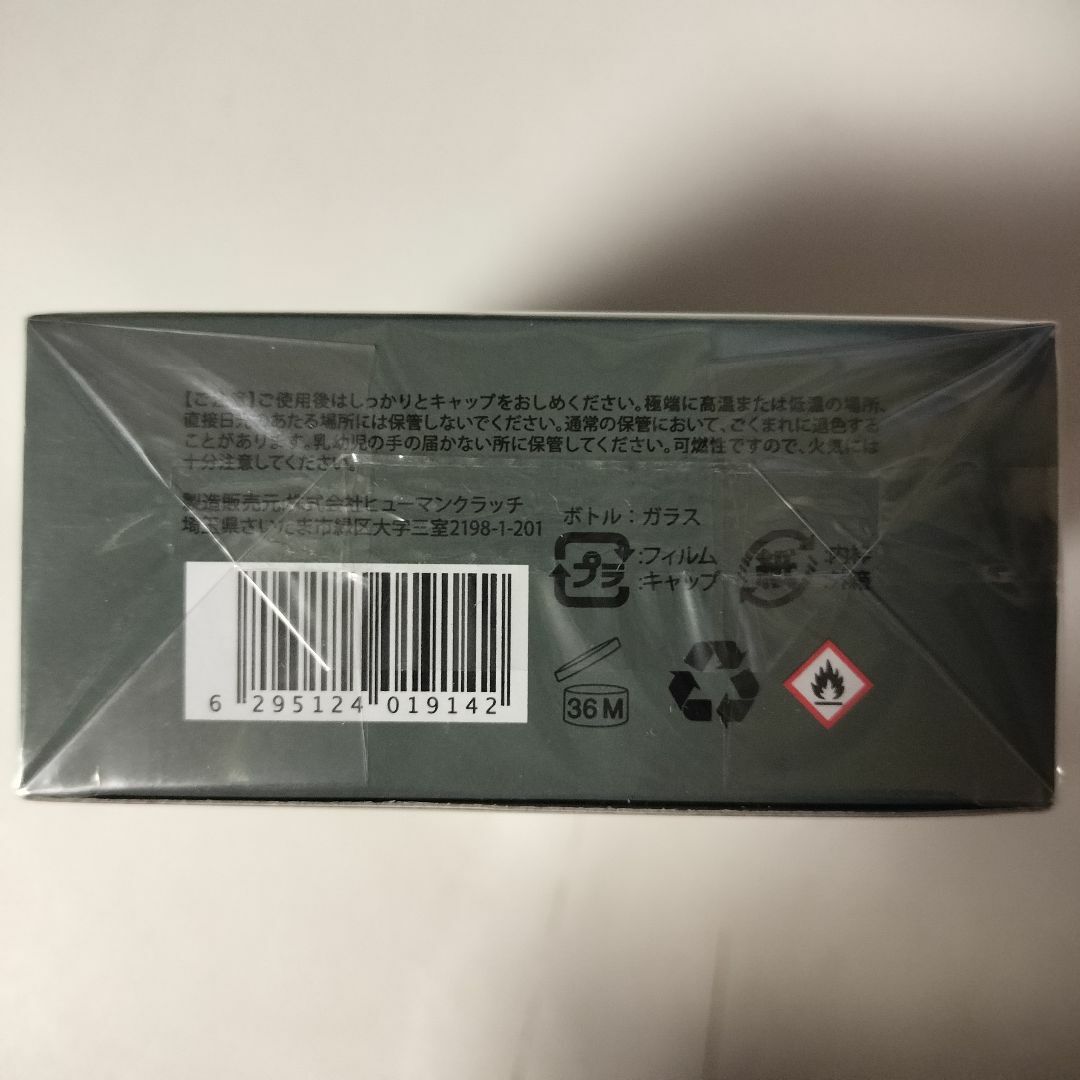 【ご注意】ご使用後はしっかりとキャップをおしめください。極端に高温または低温の場所、
直接日光のあたる場所には保管しないでください。通常の保管において、ごくまれに退色する
ことがあります。乳幼児の手の届かない所に保管してください。可燃性ですので、火気には
十分注意してください。
製造販売元:株式会社ヒューマンクラッチ
埼玉県さいたま市緑区大字三室2198-1-201
ボトル：ガラス
プラ :フィルム
:キャップ
紙
36M
6 295124 019142